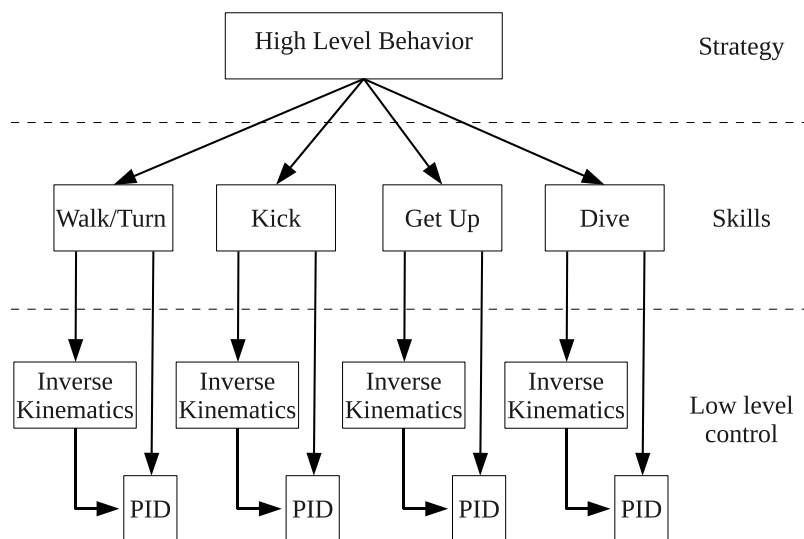 High Level Behavior
Strategy
Walk/Turn
Kick
Get Up
Dive
Skills
Inverse
Kinematics
Inverse
Kinematics
Inverse
Kinematics
Inverse
Kinematics
Low level
control
PID
PID
PID
PID